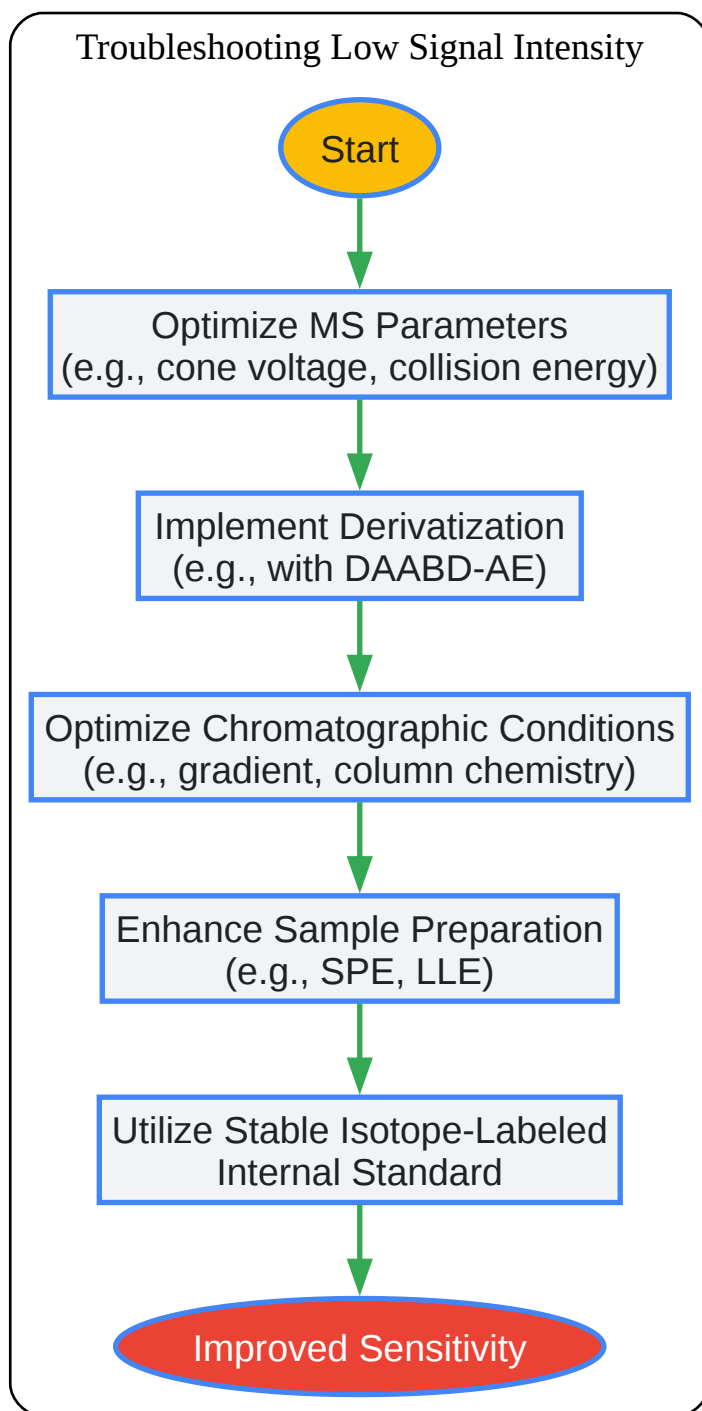 Troubleshooting Low Signal Intensity
Start
Optimize MS Parameters
(e.g., cone voltage, collision energy)
Implement Derivatization
(e.g., with DAABD-AE)
Optimize Chromatographic Conditions
(e.g., gradient, column chemistry)
Enhance Sample Preparation
(e.g., SPE, LLE)
Utilize Stable Isotope-Labeled
Internal Standard
Improved Sensitivity